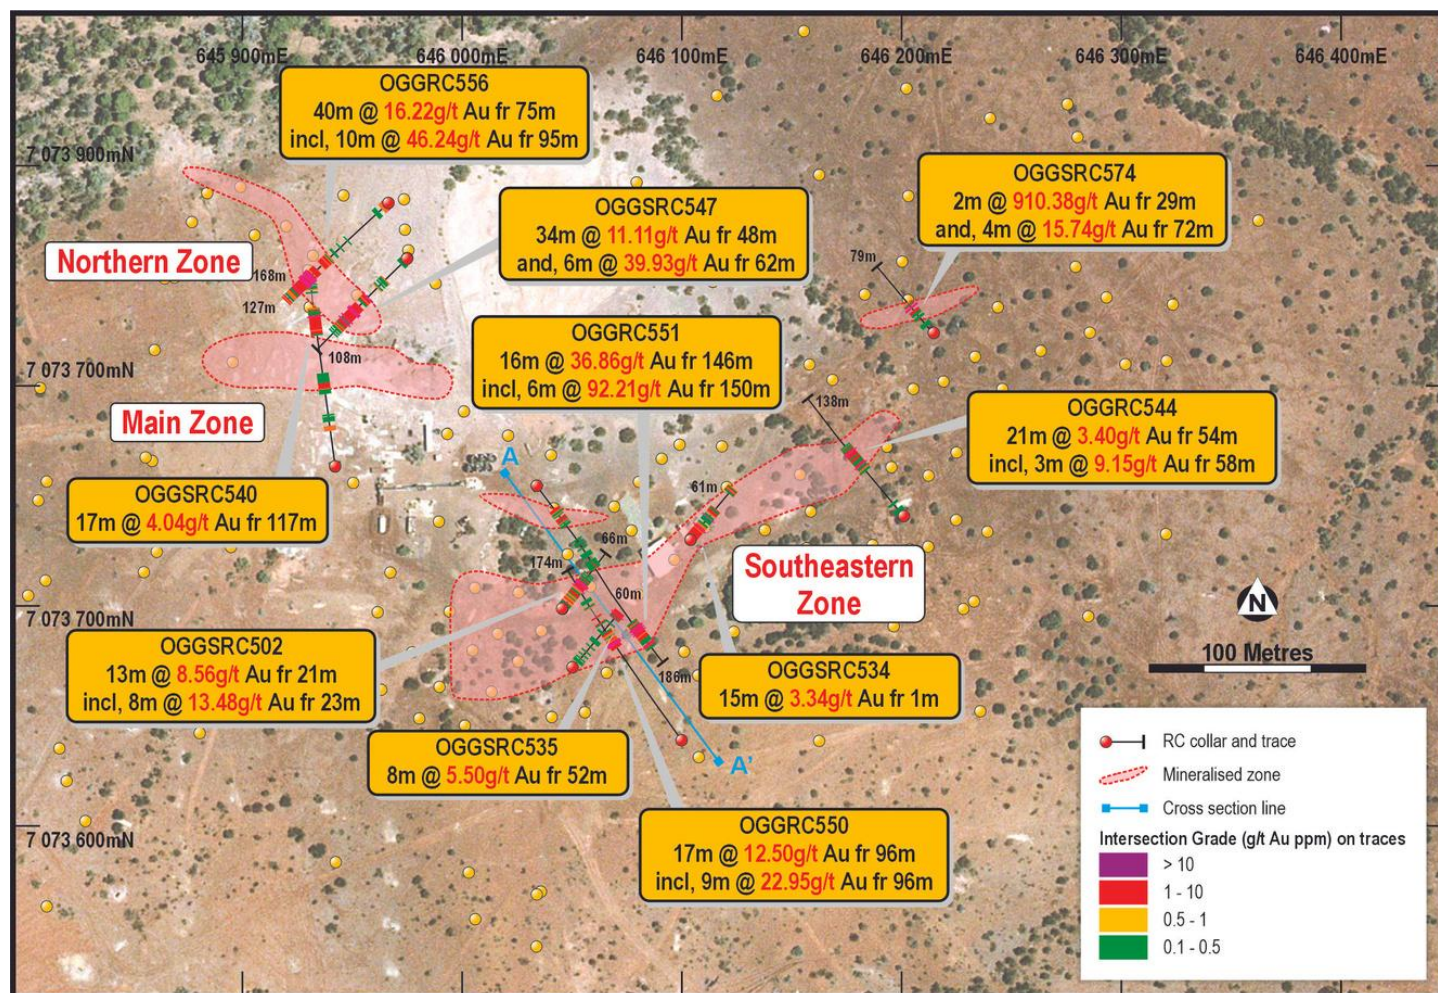 645 900mE
646 000mE
646 100mE
646 200mE
646 300mE
646 400mE
7 073 900mN
7 073 700mN
7 073 700mN
7 073 600mN
OGGRC556
40m @ 16.22g/t Au fr 75m
incl, 10m @ 46.24g/t Au fr 95m
OGGSRC547
34m @ 11.11g/t Au fr 48m
and, 6m @ 39.93g/t Au fr 62m
OGGSRC574
2m @ 910.38g/t Au fr 29m
and, 4m @ 15.74g/t Au fr 72m
Northern Zone
168m
127m
108m
79m
OGGRC551
16m @ 36.86g/t Au fr 146m
incl, 6m @ 92.21g/t Au fr 150m
Main Zone
138m
OGGRC544
21m @ 3.40g/t Au fr 54m
incl, 3m @ 9.15g/t Au fr 58m
A
OGGSRC540
17m @ 4.04g/t Au fr 117m
61m
66m
174m
60m
186m
Southeastern
Zone
N
100 Metres
OGGSRC502
13m @ 8.56g/t Au fr 21m
incl, 8m @ 13.48g/t Au fr 23m
OGGSRC534
15m @ 3.34g/t Au fr 1m
OGGSRC535
8m @ 5.50g/t Au fr 52m
A'
OGGRC550
17m @ 12.50g/t Au fr 96m
incl, 9m @ 22.95g/t Au fr 96m
RC collar and trace
Mineralised zone
Cross section line
Intersection Grade (g/t Au ppm) on traces
> 10
1 - 10
0.5 - 1
0.1 - 0.5